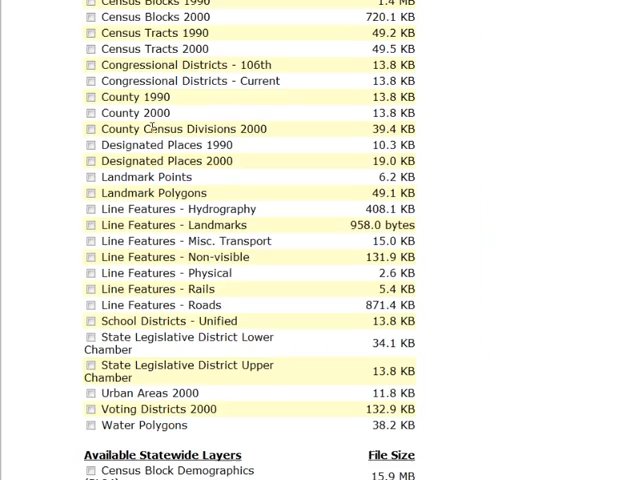 Census Blocks 1990 1.4 MB
Census Blocks 2000 720.1 KB
Census Tracts 1990 49.2 KB
Census Tracts 2000 49.5 KB
Congressional Districts - 106th 13.8 KB
Congressional Districts - Current 13.8 KB
County 1990 13.8 KB
County 2000 13.8 KB
County Census Divisions 2000 39.4 KB
Designated Places 1990 10.3 KB
Designated Places 2000 19.0 KB
Landmark Points 6.2 KB
Landmark Polygons 49.1 KB
Line Features - Hydrography 408.1 KB
Line Features - Landmarks 958.0 bytes
Line Features - Misc. Transport 15.0 KB
Line Features - Non-visible 131.9 KB
Line Features - Physical 2.6 KB
Line Features - Rails 5.4 KB
Line Features - Roads 871.4 KB
School Districts - Unified 13.8 KB
State Legislative District Lower
Chamber 34.1 KB
State Legislative District Upper
Chamber 13.8 KB
Urban Areas 2000 11.8 KB
Voting Districts 2000 132.9 KB
Water Polygons 38.2 KB
Available Statewide Layers File Size
Census Block Demographics
15.9 MB